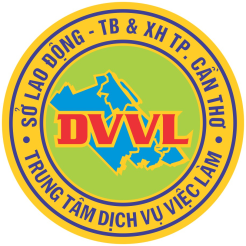 SỞ LAO ĐỘNG - TB & XH TP. CẦN THƠ
DVVL
TRUNG TÂM DỊCH VỤ VIỆC LÀM